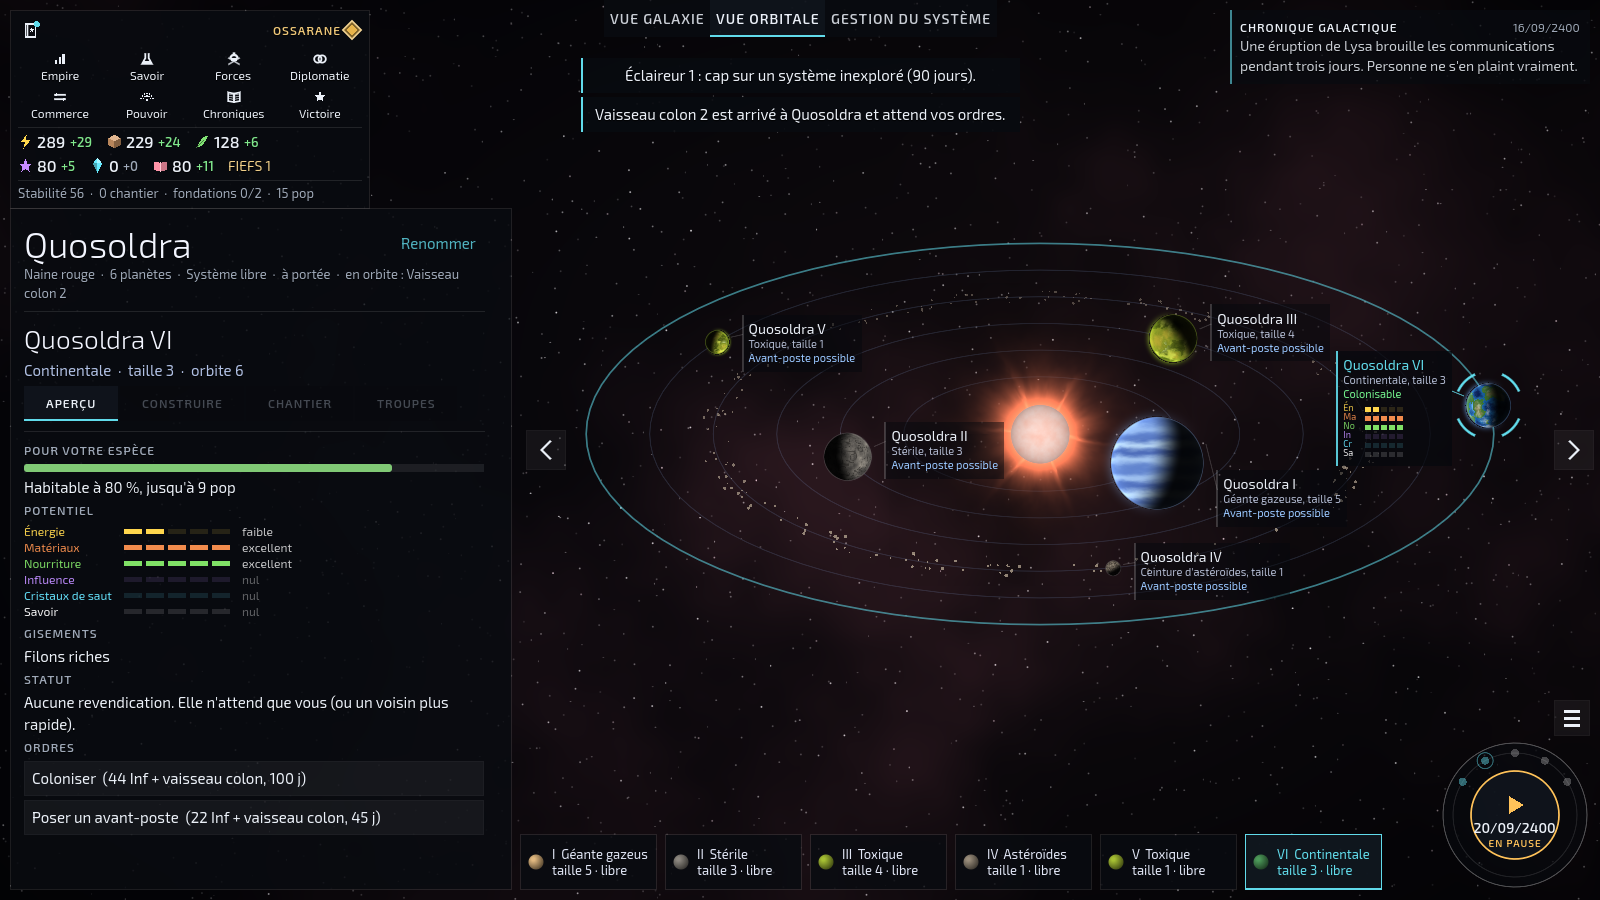 OSSARANE
Empire
Savoir
Forces
Diplomatie
Commerce
Pouvoir
Chroniques
Victoire
289 +29
229 +24
128 +6
80 +5
0 +0
80 +11
FIEFS 1
Stabilité 56 · 0 chantier · fondations 0/2 · 15 pop
VUE GALAXIE
VUE ORBITALE
GESTION DU SYSTÈME
Éclaireur 1 : cap sur un système inexploré (90 jours).
Vaisseau colon 2 est arrivé à Quosoldra et attend vos ordres.
CHRONIQUE GALACTIQUE
16/09/2400
Une éruption de Lysa brouille les communications
pendant trois jours. Personne ne s'en plaint vraiment.
Quosoldra
Renommer
Naine rouge · 6 planètes · Système libre · à portée · en orbite : Vaisseau
colon 2
Quosoldra VI
Continentale · taille 3 · orbite 6
APERÇU
CONSTRUIRE
CHANTIER
TROUPES
POUR VOTRE ESPÈCE
Habitable à 80 %, jusqu'à 9 pop
POTENTIEL
Énergie
faible
Matériaux
excellent
Nourriture
excellent
Influence
nul
Cristaux de saut
nul
Savoir
nul
GISEMENTS
Filons riches
STATUT
Aucune revendication. Elle n'attend que vous (ou un voisin plus
rapide).
ORDRES
Coloniser (44 Inf + vaisseau colon, 100 j)
Poser un avant-poste (22 Inf + vaisseau colon, 45 j)
Quosoldra V
Toxique, taille 1
Avant-poste possible
Quosoldra III
Toxique, taille 4
Avant-poste possible
Quosoldra VI
Continentale, taille 3
Colonisable
Én
Ma
No
In
Cr
Sa
Quosoldra II
Stérile, taille 3
Avant-poste possible
Quosoldra I
Géante gazeuse, taille 5
Avant-poste possible
Quosoldra IV
Ceinture d'astéroïdes, taille 1
Avant-poste possible
I Géante gazeus
taille 5 · libre
II Stérile
taille 3 · libre
III Toxique
taille 4 · libre
IV Astéroïdes
taille 1 · libre
V Toxique
taille 1 · libre
VI Continentale
taille 3 · libre
20/09/2400
EN PAUSE